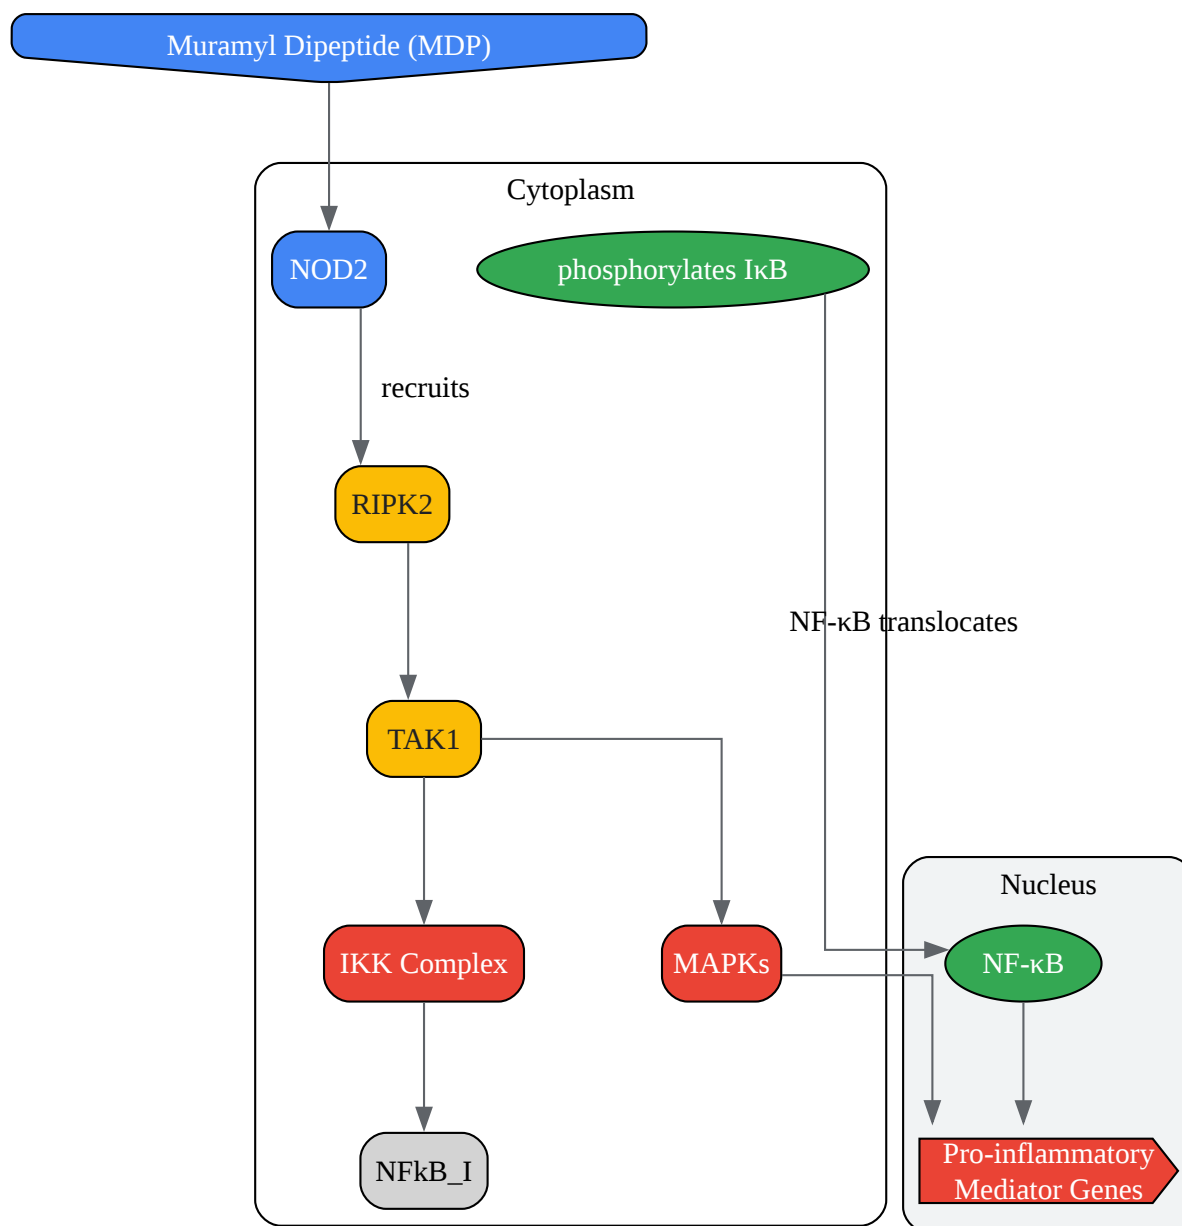 Muramyl Dipeptide (MDP)
Cytoplasm
NOD2
phosphorylates IκB
recruits
RIPK2
NF-κB translocates
TAK1
Nucleus
IKK Complex
MAPKs
NF-κB
NFkB_I
Pro-inflammatory
Mediator Genes